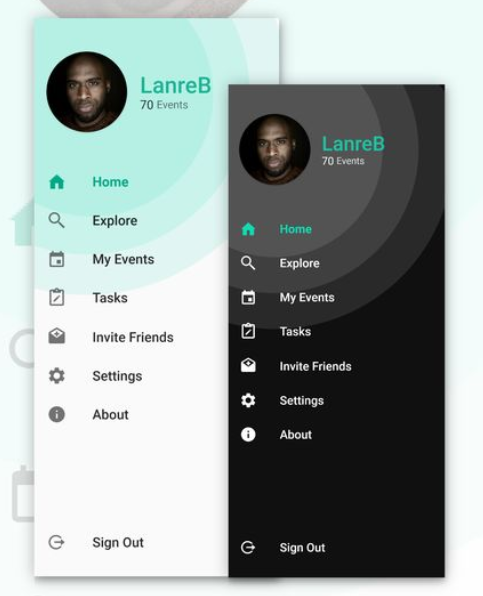 LanreB
70 Events
Home
Explore
My Events
Tasks
Invite Friends
Settings
About
Sign Out
LanreB
70 Events
Home
Explore
My Events
Tasks
Invite Friends
Settings
About
Sign Out